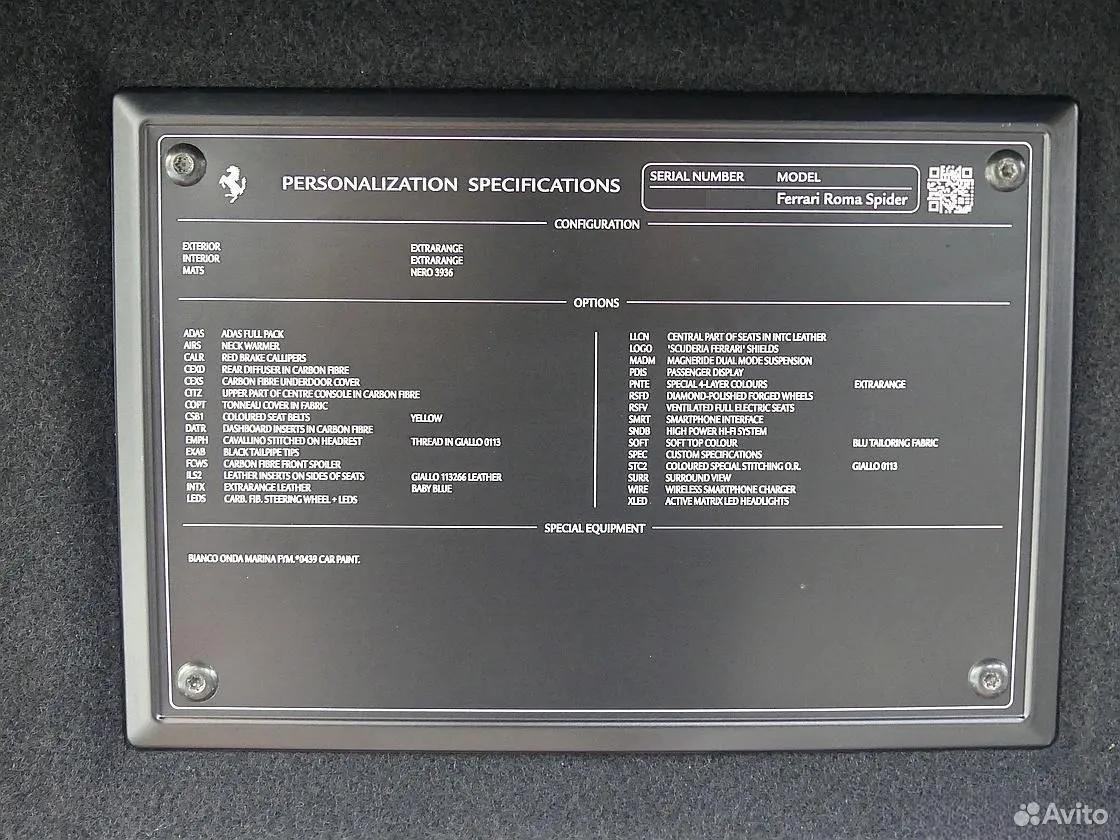 PERSONALIZATION SPECIFICATIONS
SERIAL NUMBER MODEL
Ferrari Roma Spider
CONFIGURATION
EXTERIOR EXTRARANGE
INTERIOR EXTRARANGE
MATS NERO 3936
OPTIONS
ADAS ADAS FULL PACK
AIRS NECK WARMER
CALR RED BRAKE CALLIPERS
CEXD REAR DIFFUSER IN CARBON FIBRE
CEXS CARBON FIBRE UNDERDOOR COVER
CITZ UPPER PART OF CENTRE CONSOLE IN CARBON FIBRE
COPT TONNEAU COVER IN FABRIC
CSB1 COLOURED SEAT BELTS YELLOW
DATR DASHBOARD INSERTS IN CARBON FIBRE
EMPH CAVALLINO STITCHED ON HEADREST THREAD IN GIALLO 0113
EXAB BLACK TAILPIPE TIPS
FCWS CARBON FIBRE FRONT SPOILER
ILS2 LEATHER INSERTS ON SIDES OF SEATS GIALLO 113266 LEATHER
INTX EXTRARANGE LEATHER BABY BLUE
LEDS CARB. FIB. STEERING WHEEL + LEDS
LLCN CENTRAL PART OF SEATS IN INTC LEATHER
LOGO 'SCUDERIA FERRARI' SHIELDS
MADM MAGNERIDE DUAL MODE SUSPENSION
PDIS PASSENGER DISPLAY
PNTE SPECIAL 4-LAYER COLOURS EXTRARANGE
RSFD DIAMOND-POLISHED FORGED WHEELS
RSFV VENTILATED FULL ELECTRIC SEATS
SMRT SMARTPHONE INTERFACE
SNDB HIGH POWER HI-FI SYSTEM
SOFT SOFT TOP COLOUR BLU TAILORING FABRIC
SPEC CUSTOM SPECIFICATIONS
STC2 COLOURED SPECIAL STITCHING O.R. GIALLO 0113
SURR SURROUND VIEW
WIRE WIRELESS SMARTPHONE CHARGER
XLED ACTIVE MATRIX LED HEADLIGHTS
SPECIAL EQUIPMENT
BIANCO ONDA MARINA FYM.*0439 CAR PAINT.
Avito